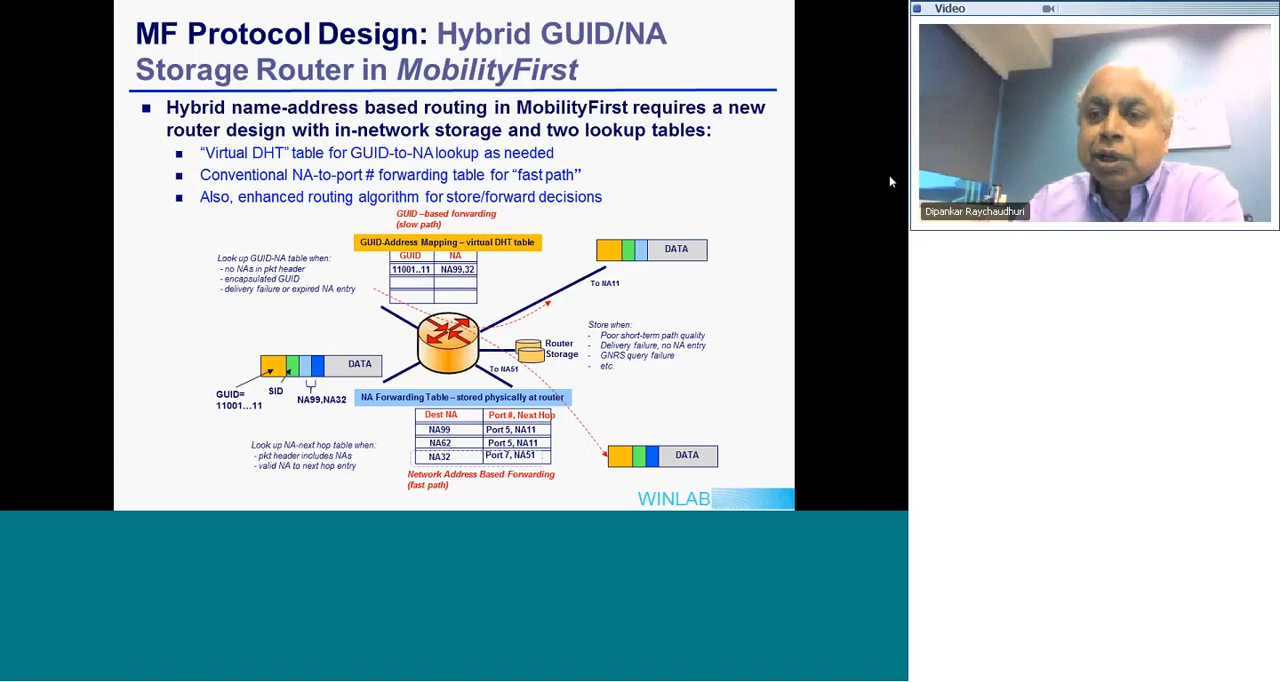 MF Protocol Design: Hybrid GUID/NA
Storage Router in MobilityFirst
Hybrid name-address based routing in MobilityFirst requires a new
router design with in-network storage and two lookup tables:
“Virtual DHT” table for GUID-to-NA lookup as needed
Conventional NA-to-port # forwarding table for “fast path”
Also, enhanced routing algorithm for store/forward decisions
GUID –based forwarding
(slow path)
GUID-Address Mapping – virtual DHT table
GUID NA
11001..11 NA99,32
Look up GUID-NA table when:
- no NAs in pkt header
- encapsulated GUID
- delivery failure or expired NA entry
DATA
To NA11
Router
Storage
Store when:
- Poor short-term path quality
- Delivery failure, no NA entry
- GNRS query failure
- etc.
To NA51
DATA
GUID=
11001…11
SID
NA99,NA32
NA Forwarding Table – stored physically at router
Dest NA Port #, Next Hop
NA99 Port 5, NA11
NA62 Port 5, NA11
NA32 Port 7, NA51
Look up NA-next hop table when:
- pkt header includes NAs
- valid NA to next hop entry
Network Address Based Forwarding
(fast path)
DATA
WINLAB
Video
Dipankar Raychaudhuri